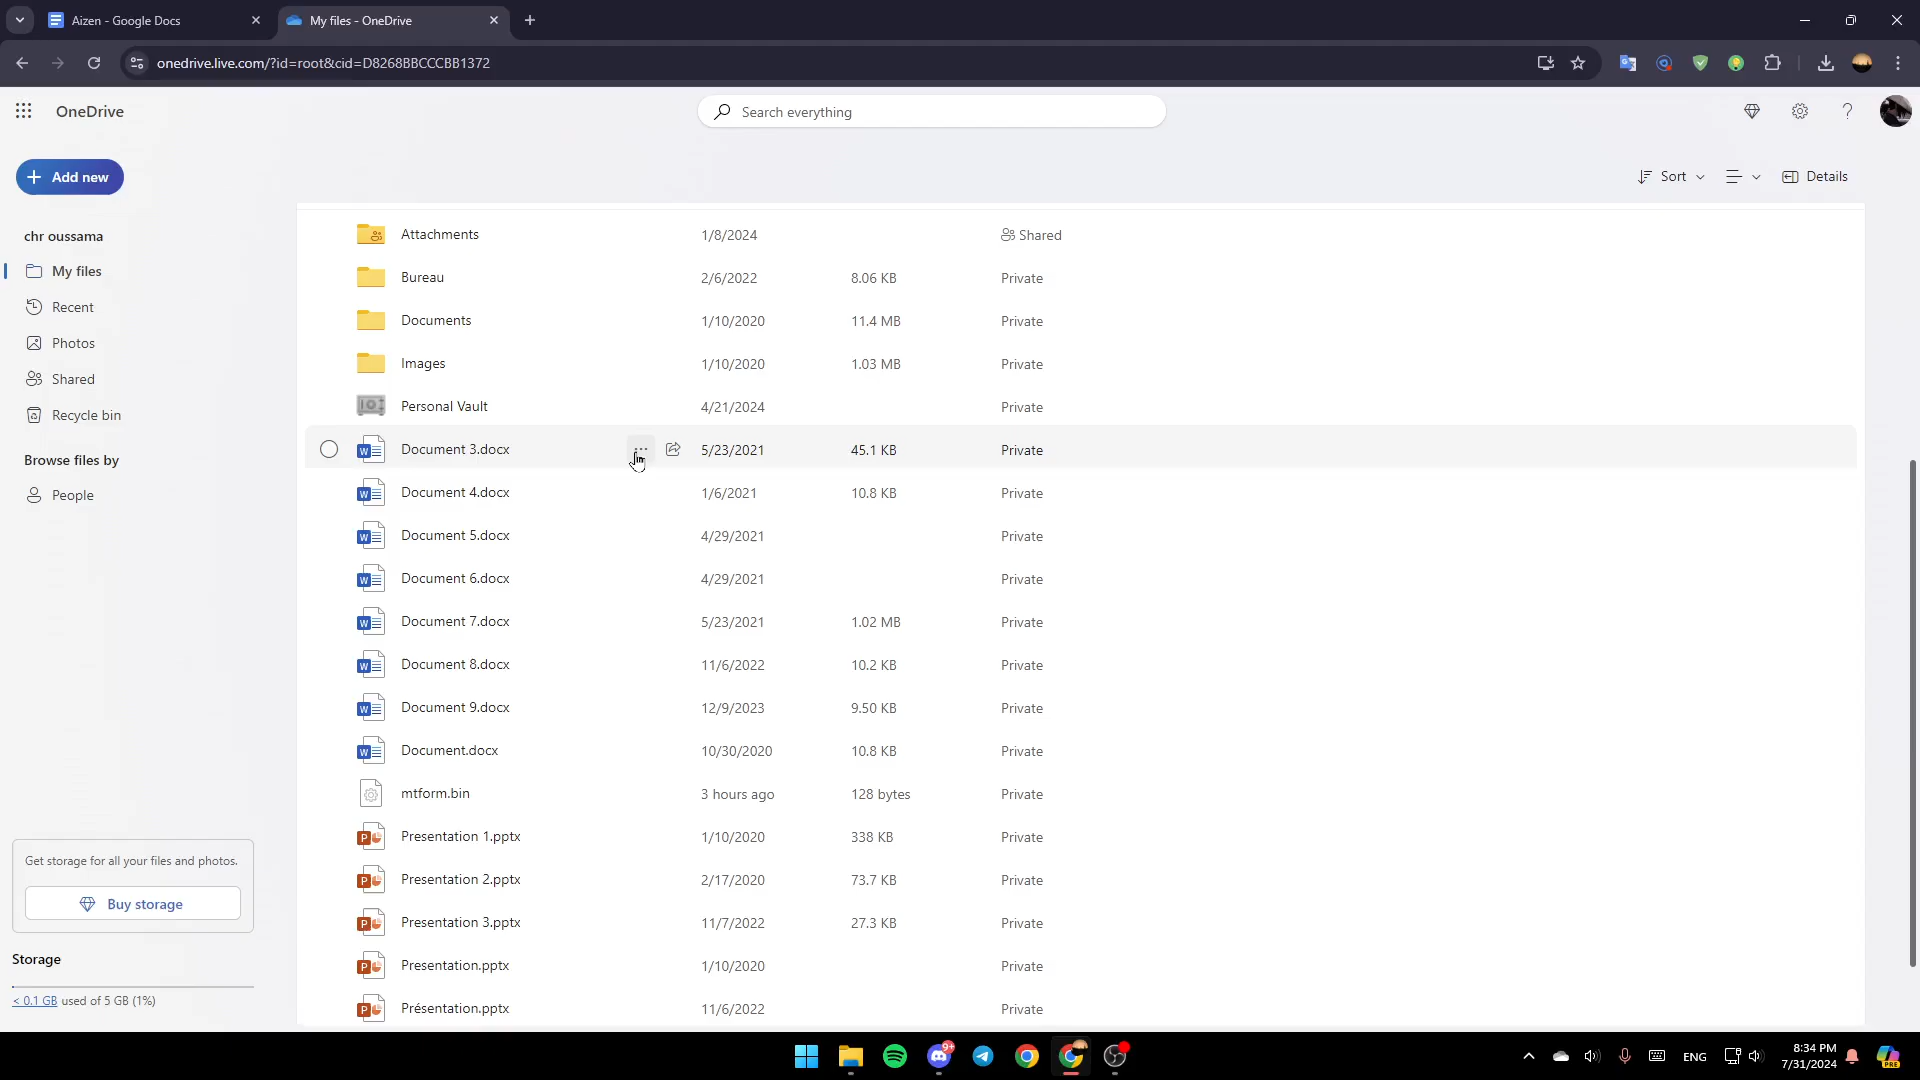 Aizen - Google Docs
My files - OneDrive
onedrive.live.com/?id=root&cid=D8268BBCCCBB1372
OneDrive
Search everything
Add new
Sort
Details
chr oussama
My files
Recent
Photos
Shared
Recycle bin
Browse files by
People
Attachments 1/8/2024 Shared
Bureau 2/6/2022 8.06 KB Private
Documents 1/10/2020 11.4 MB Private
Images 1/10/2020 1.03 MB Private
Personal Vault 4/21/2024 Private
Document 3.docx 5/23/2021 45.1 KB Private
Document 4.docx 1/6/2021 10.8 KB Private
Document 5.docx 4/29/2021 Private
Document 6.docx 4/29/2021 Private
Document 7.docx 5/23/2021 1.02 MB Private
Document 8.docx 11/6/2022 10.2 KB Private
Document 9.docx 12/9/2023 9.50 KB Private
Document.docx 10/30/2020 10.8 KB Private
mtform.bin 3 hours ago 128 bytes Private
Presentation 1.pptx 1/10/2020 338 KB Private
Presentation 2.pptx 2/17/2020 73.7 KB Private
Presentation 3.pptx 11/7/2022 27.3 KB Private
Presentation.pptx 1/10/2020 Private
Présentation.pptx 11/6/2022 Private
Get storage for all your files and photos.
Buy storage
Storage
< 0.1 GB used of 5 GB (1%)
9+
ENG
8:34 PM
7/31/2024
PRE